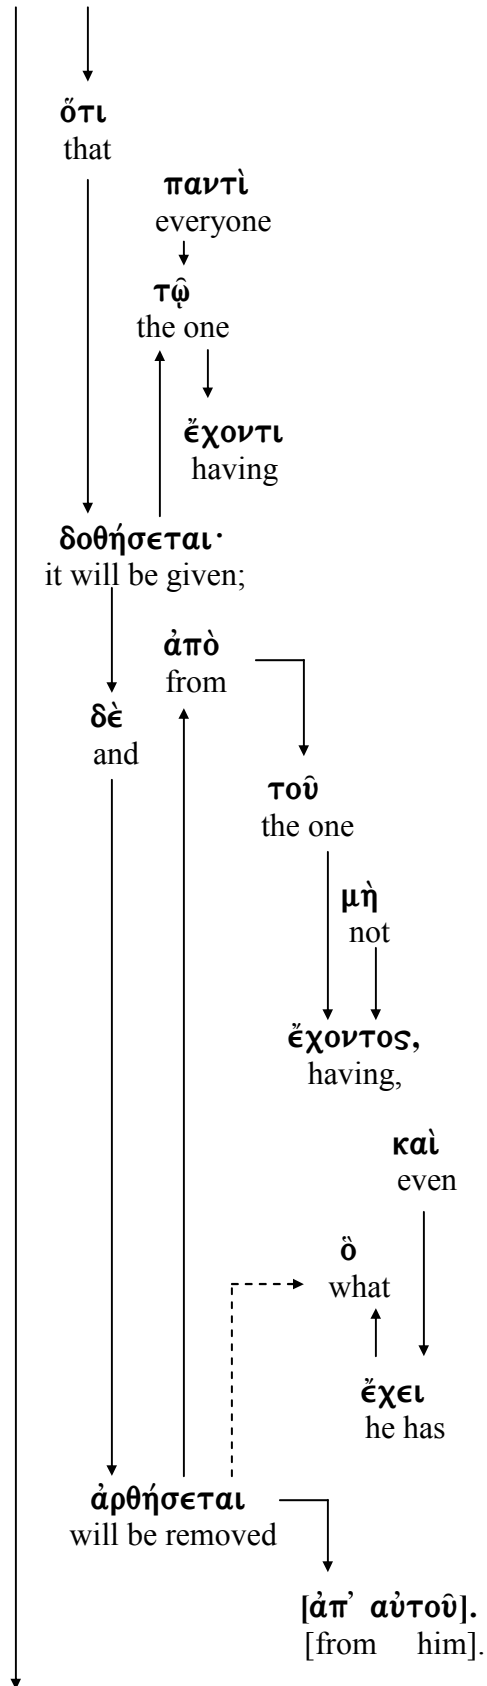 ὅτι
that
παντὶ
everyone
τῷ
the one
ἔχοντι
having
δοθήσεται·
it will be given;
ἀπὸ
from
δὲ
and
τοῦ
the one
μὴ
not
ἔχοντος,
having,
καὶ
even
ὃ
what
ἔχει
he has
ἀρθήσεται
will be removed
[ἀπ’ αὐτοῦ].
[from him].